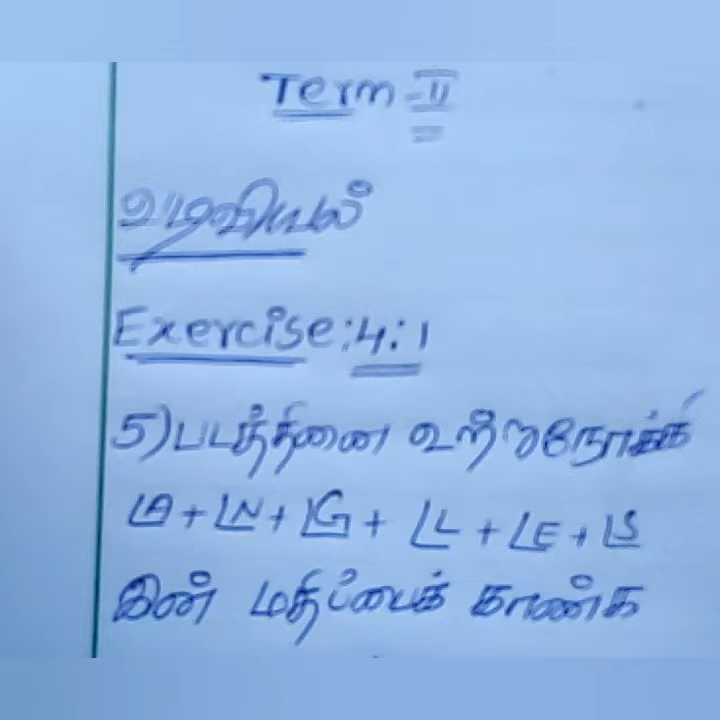 Term-II
வடிவியல்
Exercise:4:1
5)படத்தினை உற்றுநோக்கி
∠A + ∠N + ∠G + ∠L + ∠E + ∠S
இன் மதிப்பைக் காண்க